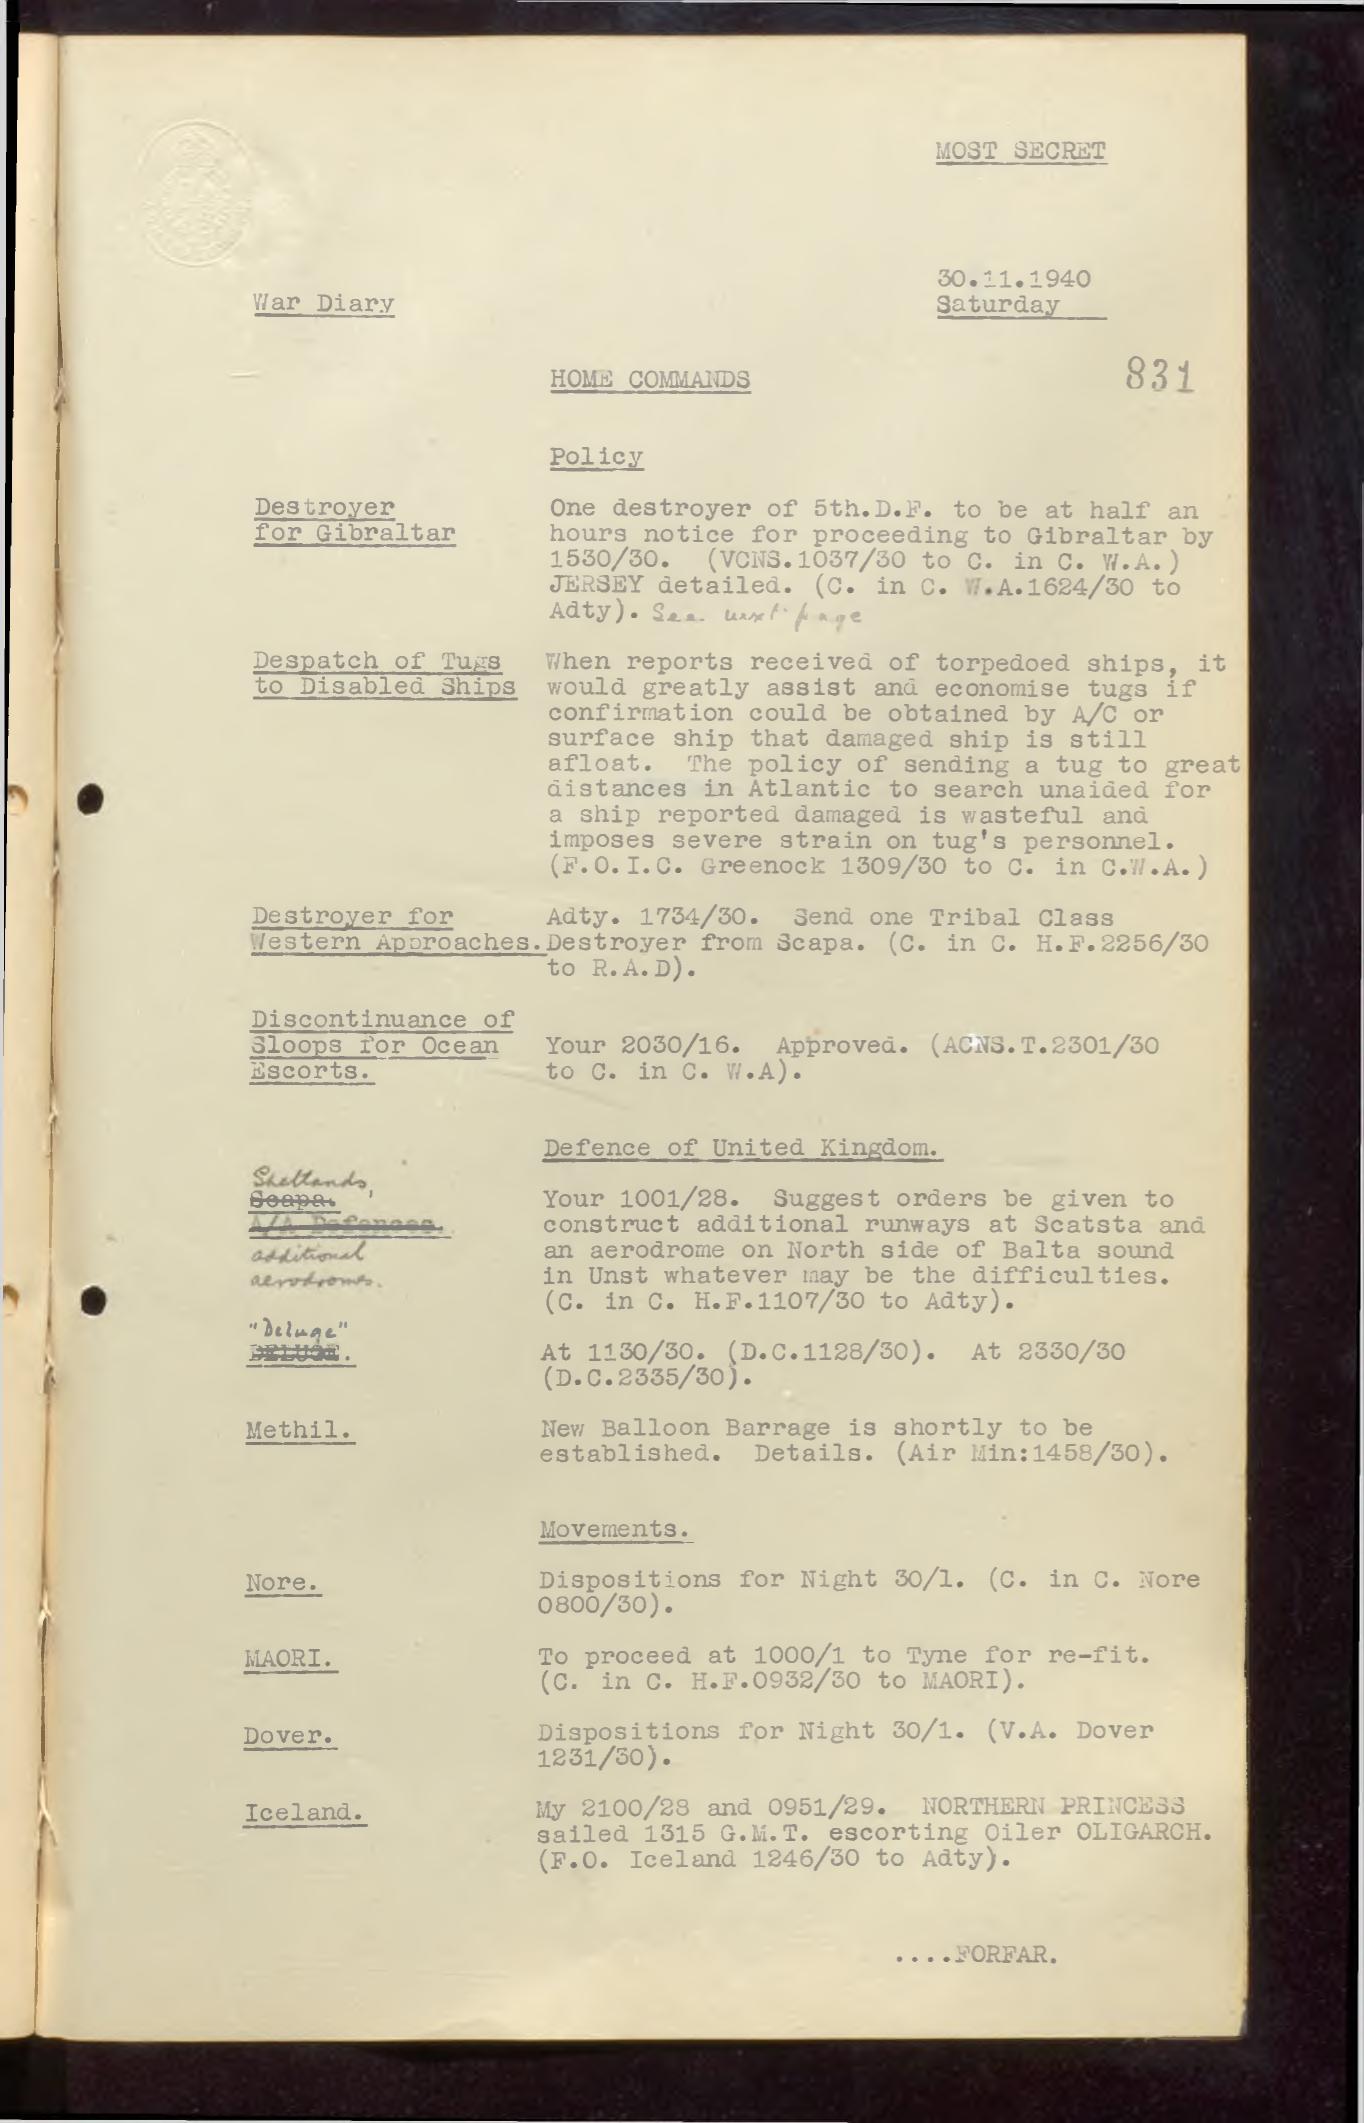 MOST SECRET
30.11.1940
War Diary
Saturday
831
HOME COMMANDS
Policy
Destroyer
for Gibraltar
One destroyer of 5th.D.F. to be at half an
hours notice for proceeding to Gibraltar by
1530/30. (VCNS.1037/30 to C. in C. W.A.)
JERSEY detailed. (C. in C. W.A.1624/30 to
Adty). See next page
Despatch of Tugs
to Disabled Ships
When reports received of torpedoed ships, it
would greatly assist and economise tugs if
confirmation could be obtained by A/C or
surface ship that damaged ship is still
afloat. The policy of sending a tug to great
distances in Atlantic to search unaided for
a ship reported damaged is wasteful and
imposes severe strain on tug's personnel.
(F.O.I.C. Greenock 1309/30 to C. in C.W.A.)
Destroyer for
Western Approaches.
Adty. 1734/30. Send one Tribal Class
Destroyer from Scapa. (C. in C. H.F.2256/30
to R.A.D).
Discontinuance of
Sloops for Ocean
Escorts.
Your 2030/16. Approved. (ACNS.T.2301/30
to C. in C. W.A).
Defence of United Kingdom.
Shetlands,
Scapa.
A/A Defences.
additional
aerodromes.
Your 1001/28. Suggest orders be given to
construct additional runways at Scatsta and
an aerodrome on North side of Balta sound
in Unst whatever may be the difficulties.
(C. in C. H.F.1107/30 to Adty).
"Deluge"
DELUGE.
At 1130/30. (D.C.1128/30). At 2330/30
(D.C.2335/30).
Methil.
New Balloon Barrage is shortly to be
established. Details. (Air Min:1458/30).
Movements.
Nore.
Dispositions for Night 30/1. (C. in C. Nore
0800/30).
MAORI.
To proceed at 1000/1 to Tyne for re-fit.
(C. in C. H.F.0932/30 to MAORI).
Dover.
Dispositions for Night 30/1. (V.A. Dover
1231/30).
Iceland.
My 2100/28 and 0951/29. NORTHERN PRINCESS
sailed 1315 G.M.T. escorting Oiler OLIGARCH.
(F.O. Iceland 1246/30 to Adty).
....FORFAR.